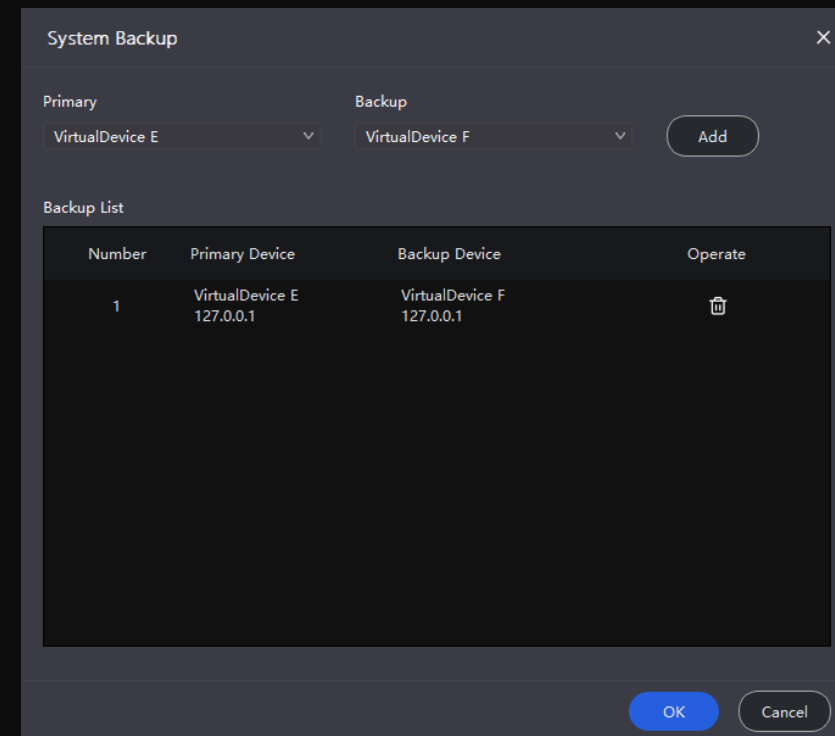 System Backup
Primary
Backup
VirtualDevice E
VirtualDevice F
Add
Backup List
Number Primary Device Backup Device Operate
1 VirtualDevice E VirtualDevice F
127.0.0.1 127.0.0.1
OK Cancel